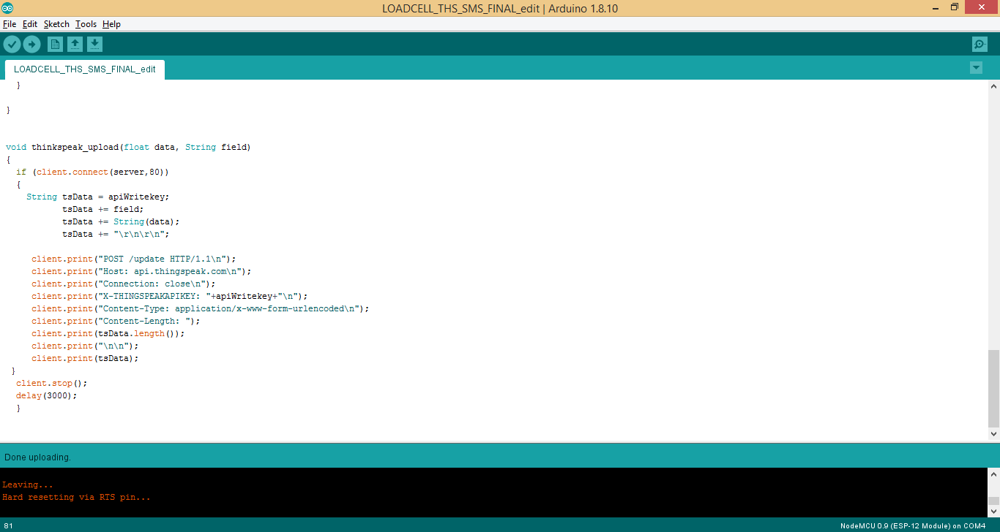 LOADCELL_THS_SMS_FINAL_edit | Arduino 1.8.10
File Edit Sketch Tools Help
LOADCELL_THS_SMS_FINAL_edit
}
}
void thinkspeak_upload(float data, String field)
{
if (client.connect(server,80))
{
String tsData = apiWritekey;
tsData += field;
tsData += String(data);
tsData += "\r\n\r\n";
client.print("POST /update HTTP/1.1\n");
client.print("Host: api.thingspeak.com\n");
client.print("Connection: close\n");
client.print("X-THINGSPEAKAPIKEY: "+apiWritekey+"\n");
client.print("Content-Type: application/x-www-form-urlencoded\n");
client.print("Content-Length: ");
client.print(tsData.length());
client.print("\n\n");
client.print(tsData);
}
client.stop();
delay(3000);
}
Done uploading.
Leaving...
Hard resetting via RTS pin...
81 NodeMCU 0.9 (ESP-12 Module) on COM4